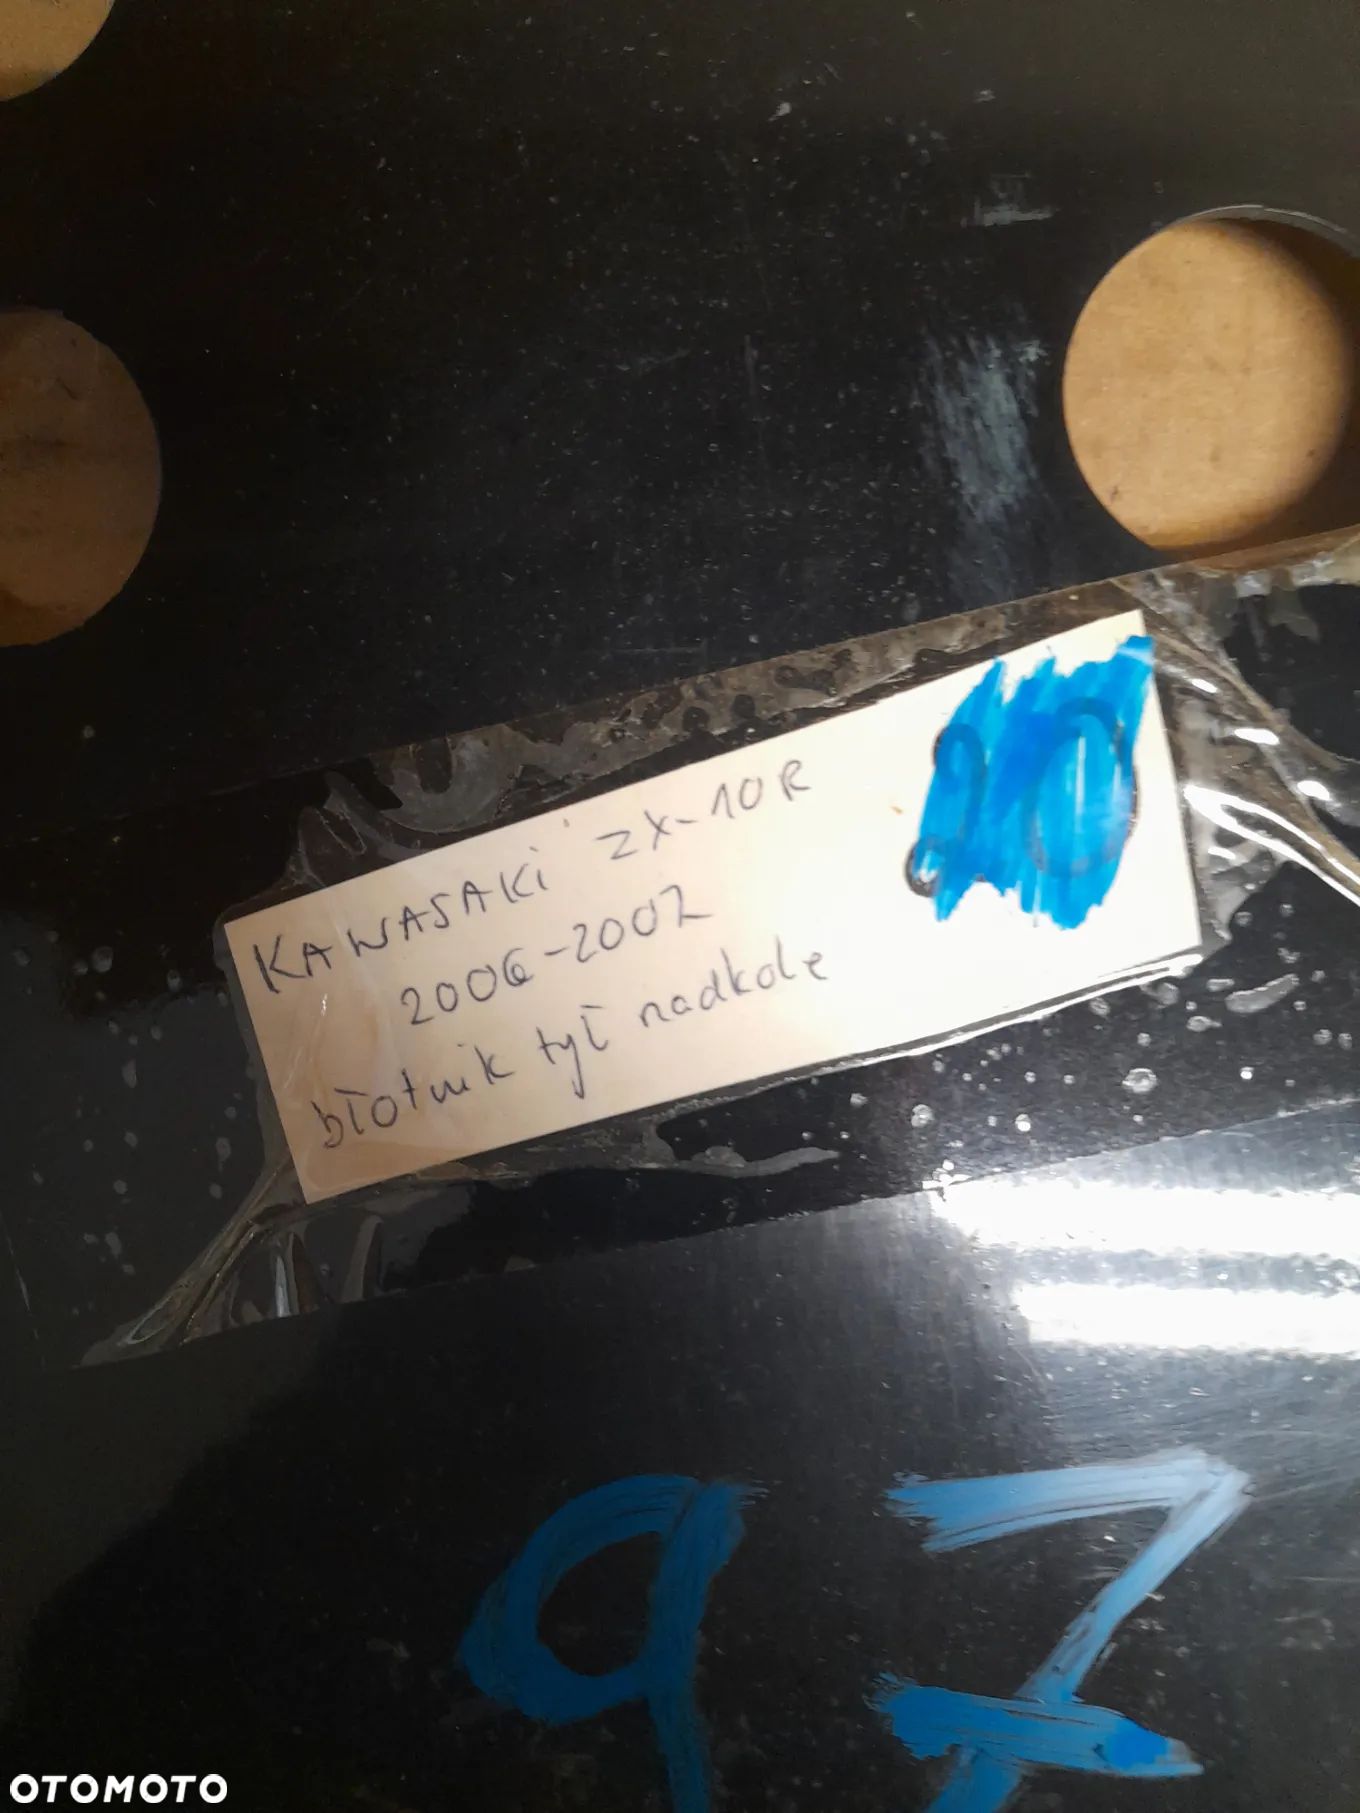 KAWASAKi ZX-10R
2006-2007
błotnik tył nadkole
97
OTOMOTO